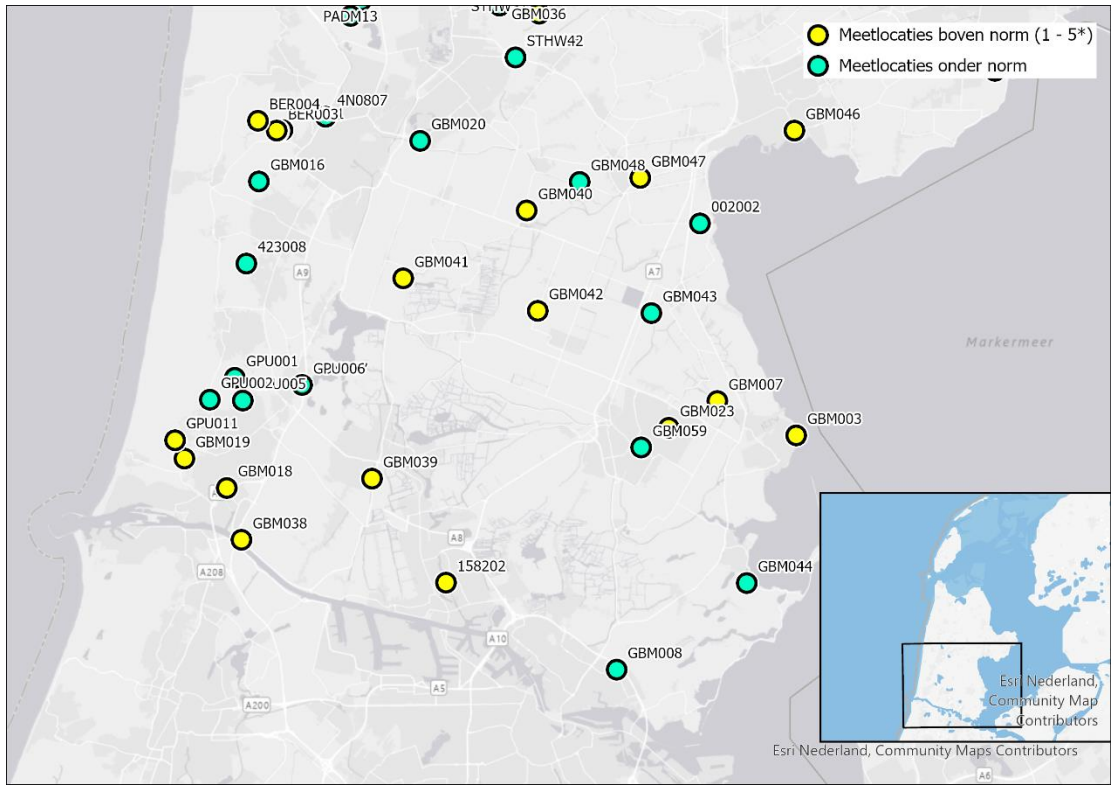 PADM13
GBM036
STHW42
Meetlocaties boven norm (1 - 5*)
Meetlocaties onder norm
BER004
4N0807
BER003
GBM046
GBM020
GBM016
GBM048
GBM047
GBM040
002002
423008
A9
GBM041
A7
GBM042
GBM043
Markermeer
GPU001
GPU006
GPU002
U005
GBM007
GBM023
GPU011
GBM003
GBM059
GBM019
GBM018
GBM039
GBM038
A8
158202
A208
GBM044
A10
GBM008
A5
A200
Esri Nederland,
Community Map
Contributors
Esri Nederland, Community Maps Contributors
A6